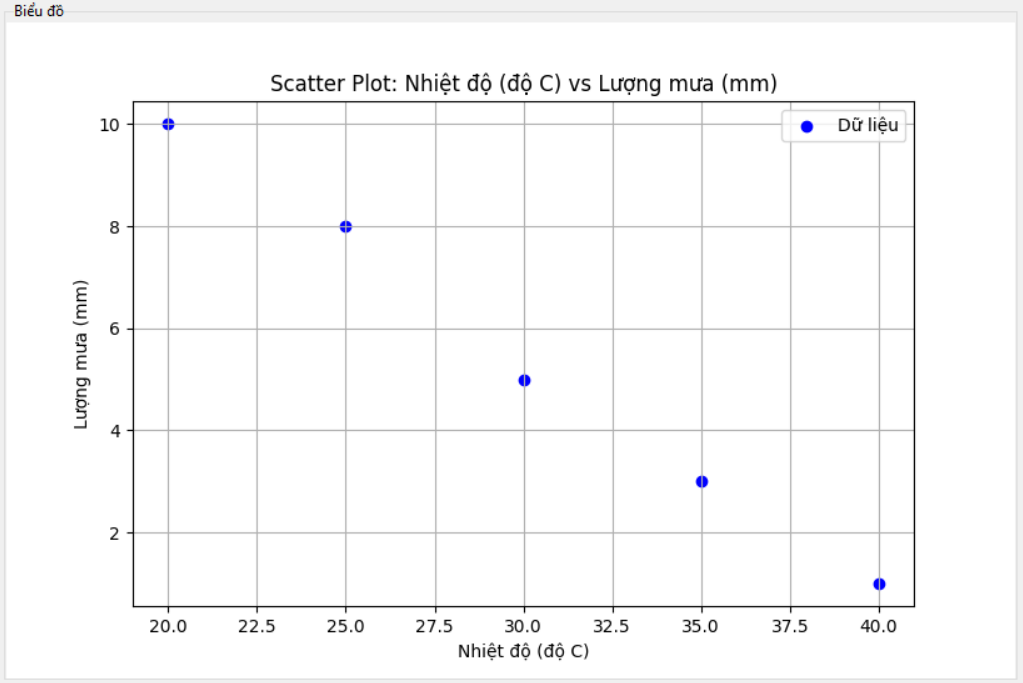 Biểu đồ
Scatter Plot: Nhiệt độ (độ C) vs Lượng mưa (mm)
Dữ liệu
10
8
6
4
2
Lượng mưa (mm)
20.0 22.5 25.0 27.5 30.0 32.5 35.0 37.5 40.0
Nhiệt độ (độ C)